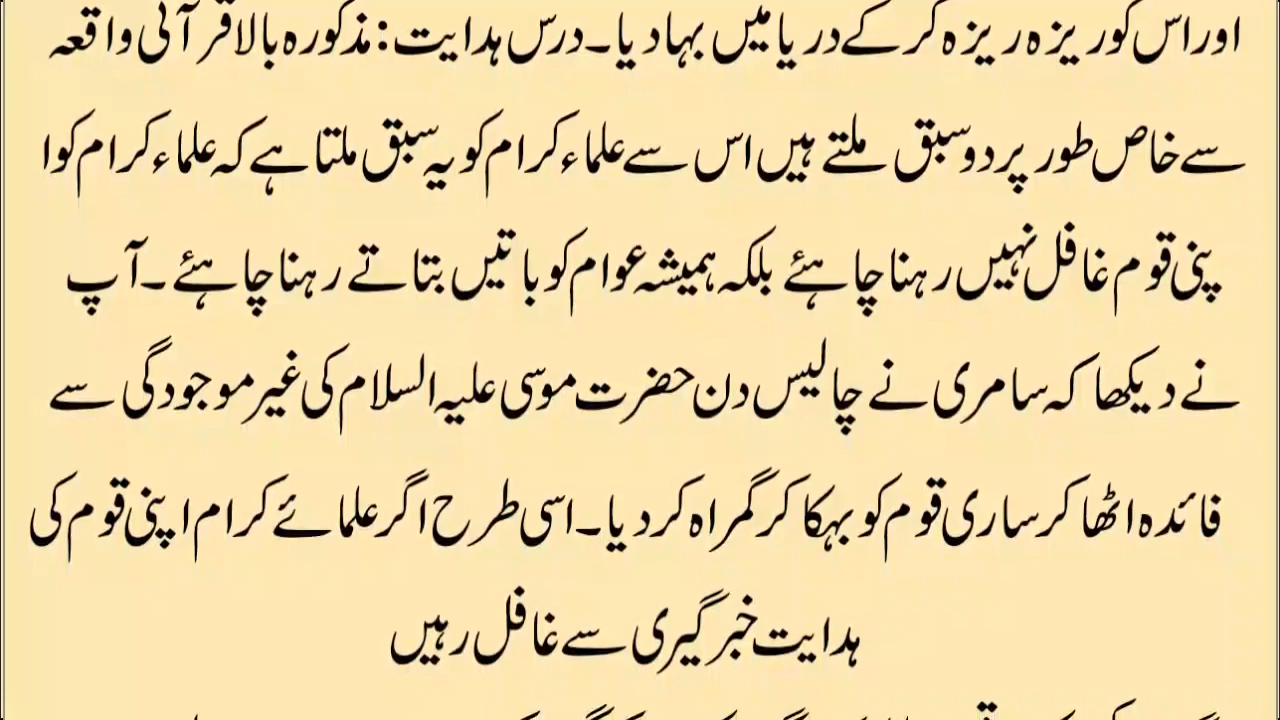 اور اس کو ریزہ ریزہ کر کے دریا میں بہا دیا۔ درس ہدایت: مذکورہ بالا قرآنی واقعہ
سے خاص طور پر دو سبق ملتے ہیں اس سے علماء کرام کو یہ سبق ملتا ہے کہ علماء کرام کو ا
پنی قوم غافل نہیں رہنا چاہئے بلکہ ہمیشہ عوام کو باتیں بتاتے رہنا چاہئے۔ آپ
نے دیکھا کہ سامری نے چالیس دن حضرت موسی علیہ السلام کی غیر موجودگی سے
فائدہ اٹھا کر ساری قوم کو بہکا کر گمراہ کر دیا۔ اسی طرح اگر علمائے کرام اپنی قوم کی
ہدایت خبر گیری سے غافل رہیں